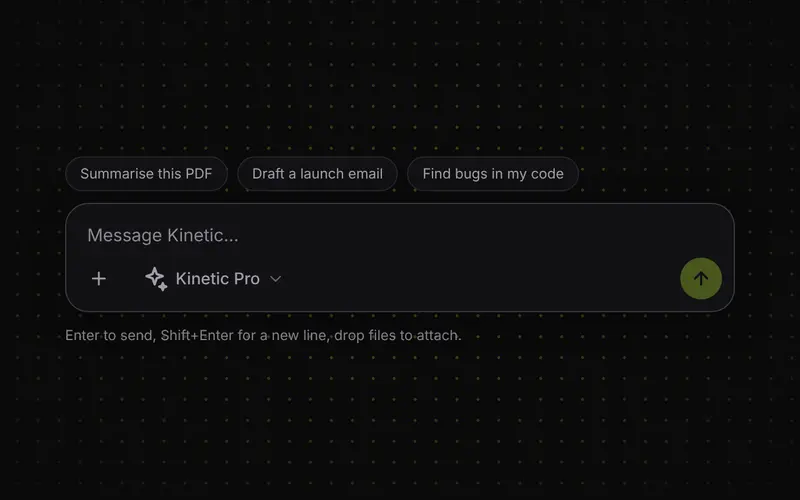 Summarise this PDF
Draft a launch email
Find bugs in my code
Message Kinetic...
Kinetic Pro
Enter to send, Shift+Enter for a new line, drop files to attach.